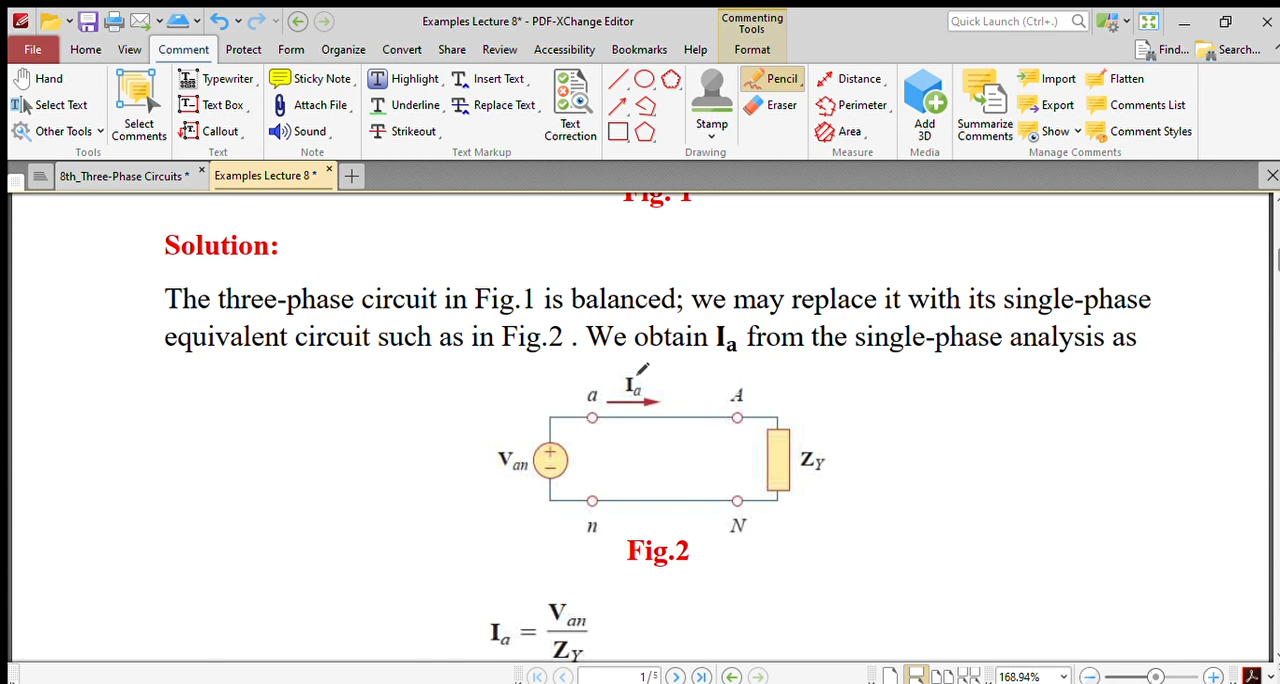 Examples Lecture 8* - PDF-XChange Editor
Commenting Tools
Quick Launch (Ctrl+.)
File Home View Comment Protect Form Organize Convert Share Review Accessibility Bookmarks Help Format Find... Search...
Hand
Select Text
Other Tools
Select Comments
Tools
Typewriter
Text Box
Callout
Text
Sticky Note
Attach File
Sound
Note
Highlight
Underline
Strikeout
Insert Text
Replace Text
Text Correction
Text Markup
Stamp
Drawing
Pencil
Eraser
Distance
Perimeter
Area
Measure
Add 3D
Media
Summarize Comments
Import
Export
Show
Flatten
Comments List
Comment Styles
Manage Comments
8th_Three-Phase Circuits *
Examples Lecture 8 *
Fig. 1
Solution:
The three-phase circuit in Fig.1 is balanced; we may replace it with its single-phase
equivalent circuit such as in Fig.2 . We obtain Ia from the single-phase analysis as
a Ia A
Van + − ZY
n N
Fig.2
Ia = Van / ZY
1/5
168.94%